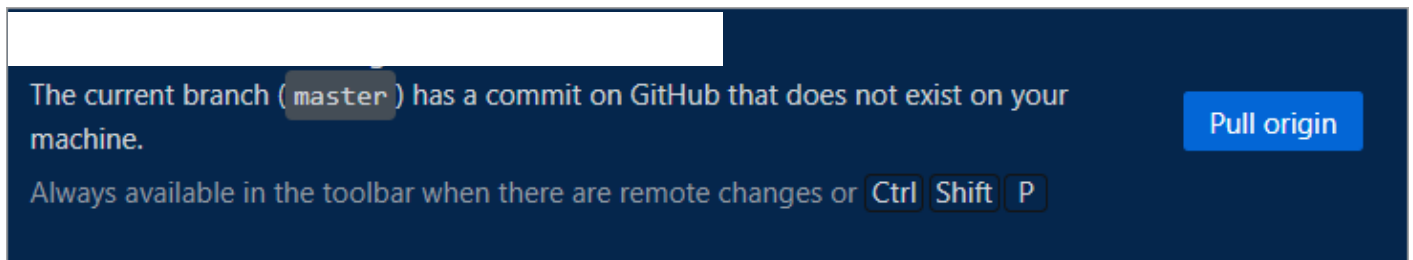 The current branch (master) has a commit on GitHub that does not exist on your
machine.
Pull origin
Always available in the toolbar when there are remote changes or Ctrl Shift P